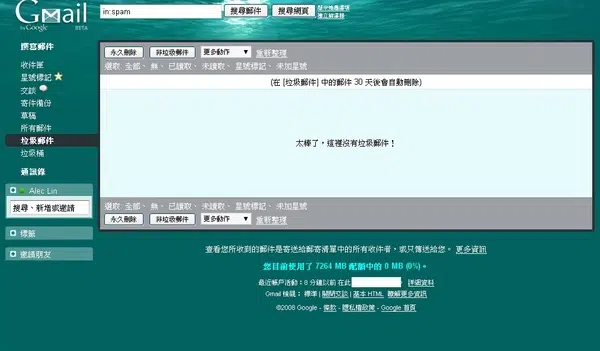 Gmail
by Google BETA
in:spam 搜尋郵件 搜尋網頁 顯示搜尋選項
建立篩選器
撰寫郵件
收件匣
星號標記
交談
寄件備份
草稿
所有郵件
垃圾郵件
垃圾桶
通訊錄
Alec Lin
搜尋、新增或邀請
標籤
邀請朋友
永久刪除 非垃圾郵件 更多動作 重新整理
選取: 全部、 無、 已讀取、 未讀取、 星號標記、 未加星號
(在 [垃圾郵件] 中的郵件 30 天後會自動刪除)
太棒了，這裡沒有垃圾郵件！
選取: 全部、 無、 已讀取、 未讀取、 星號標記、 未加星號
永久刪除 非垃圾郵件 更多動作 重新整理
查看您所收到的郵件是寄送給郵寄清單中的所有收件者，或只傳送給您。 更多資訊
您目前使用了 7264 MB 配額中的 0 MB (0%)。
最近帳戶活動：8 分鐘以前 在此 詳細資料
Gmail 檢視： 標準 | 關閉交談 | 基本 HTML 瞭解更多資訊
©2008 Google - 條款 - 隱私權政策 - Google 首頁